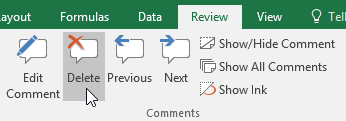 ayout Formulas Data Review View Tell
Edit Comment
Delete
Previous
Next
Show/Hide Comment
Show All Comments
Show Ink
Comments